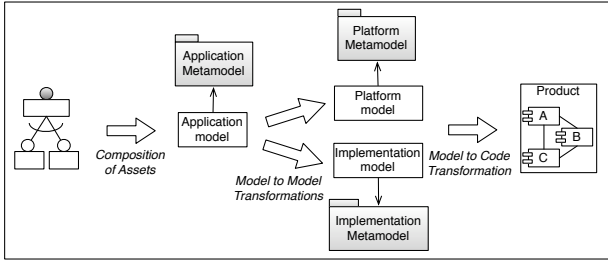 Application
Metamodel
Application
model
Composition
of Assets
Platform
Metamodel
Platform
model
Model to Model
Transformations
Implementation
model
Implementation
Metamodel
Model to Code
Transformation
Product
A
B
C